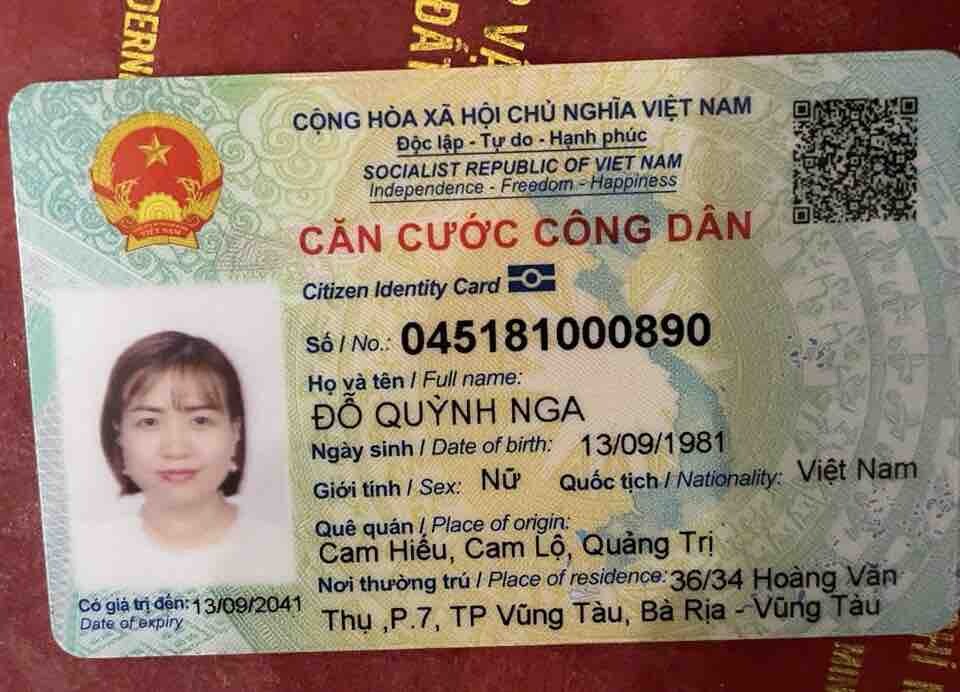 VẬ
ĐẤT
DERN
CỘNG HÒA XÃ HỘI CHỦ NGHĨA VIỆT NAM
Độc lập - Tự do - Hạnh phúc
SOCIALIST REPUBLIC OF VIET NAM
Independence - Freedom - Happiness
CĂN CƯỚC CÔNG DÂN
Citizen Identity Card
Số / No.: 045181000890
Họ và tên / Full name:
ĐỖ QUỲNH NGA
Ngày sinh / Date of birth: 13/09/1981
Giới tính / Sex: Nữ Quốc tịch / Nationality: Việt Nam
Quê quán / Place of origin:
Cam Hiếu, Cam Lộ, Quảng Trị
Nơi thường trú / Place of residence: 36/34 Hoàng Văn
Thụ ,P.7, TP Vũng Tàu, Bà Rịa - Vũng Tàu
Có giá trị đến: 13/09/2041
Date of expiry